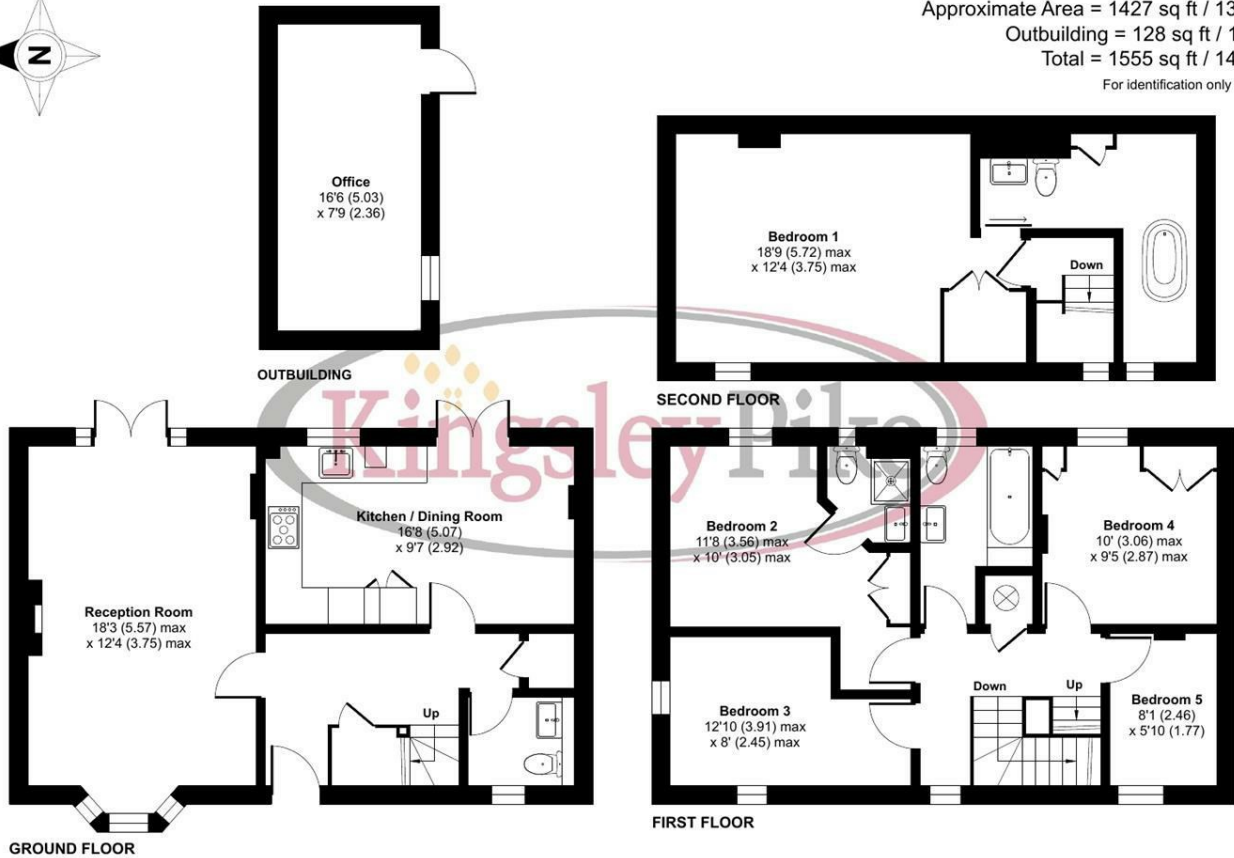 N
Approximate Area = 1427 sq ft / 13
Outbuilding = 128 sq ft / 1
Total = 1555 sq ft / 14
For identification only
Office
16'6 (5.03)
x 7'9 (2.36)
OUTBUILDING
Bedroom 1
18'9 (5.72) max
x 12'4 (3.75) max
Down
SECOND FLOOR
Kingsley Pike
Reception Room
18'3 (5.57) max
x 12'4 (3.75) max
Kitchen / Dining Room
16'8 (5.07)
x 9'7 (2.92)
Up
GROUND FLOOR
Bedroom 2
11'8 (3.56) max
x 10' (3.05) max
Bedroom 4
10' (3.06) max
x 9'5 (2.87) max
Bedroom 3
12'10 (3.91) max
x 8' (2.45) max
Down
Up
Bedroom 5
8'1 (2.46)
x 5'10 (1.77)
FIRST FLOOR